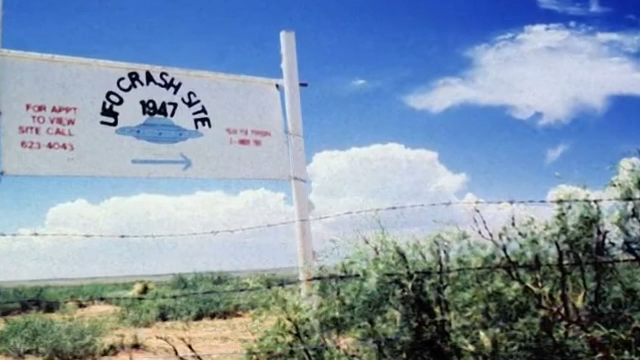 UFO CRASH SITE
1947
FOR APPT
TO VIEW
SITE CALL
623-4043